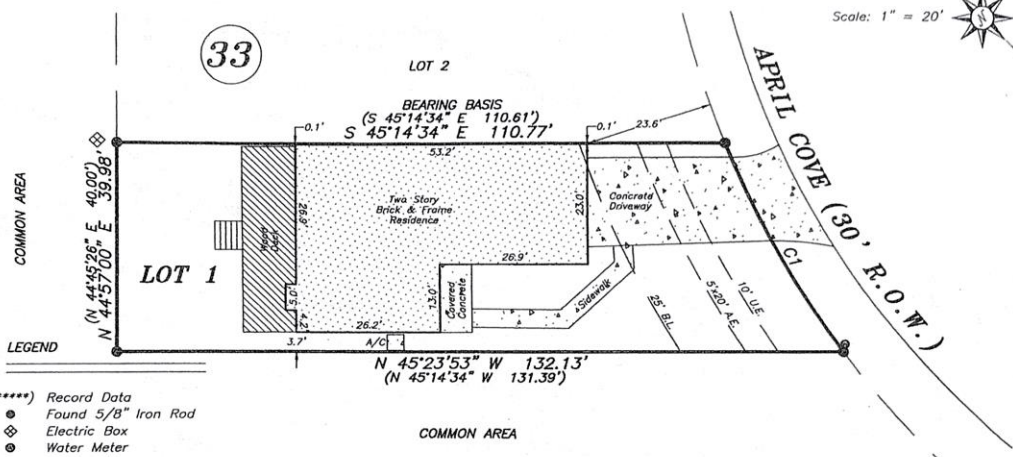 Scale: 1" = 20'
N
33
LOT 2
BEARING BASIS
(S 45°14'34" E 110.61')
S 45°14'34" E 110.77'
0.1'
0.1'
23.6'
53.2'
APRIL COVE (30' R.O.W.)
COMMON AREA
(N 44°45'26" E 40.00')
N 44°57'00" E 39.98'
LOT 1
Wood Deck
26.9'
Two Story
Brick & Frame
Residence
23.0'
Concrete
Driveway
26.9'
5.0'
4.2'
13.0'
Covered
Concrete
Sidewalk
25' B.L.
5'x20' A.E.
10' U.E.
C1
26.2'
3.7'
A/C
N 45°23'53" W 132.13'
(N 45°14'34" W 131.39')
LEGEND
****) Record Data
Found 5/8" Iron Rod
Electric Box
Water Meter
COMMON AREA